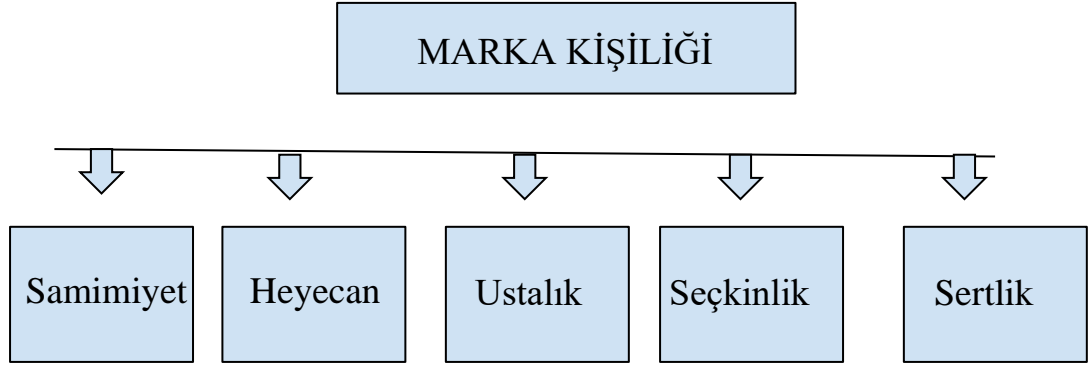 MARKA KİŞİLİĞİ
Samimiyet
Heyecan
Ustalık
Seçkinlik
Sertlik